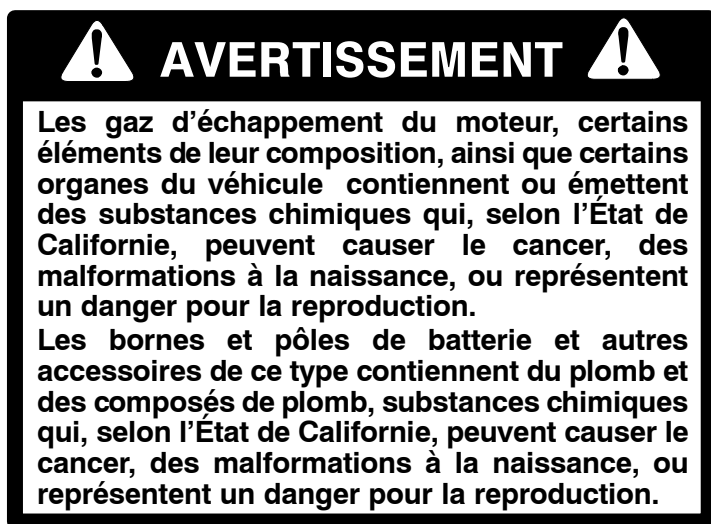 AVERTISSEMENT
Les gaz d’échappement du moteur, certains
éléments de leur composition, ainsi que certains
organes du véhicule contiennent ou émettent
des substances chimiques qui, selon l’État de
Californie, peuvent causer le cancer, des
malformations à la naissance, ou représentent
un danger pour la reproduction.
Les bornes et pôles de batterie et autres
accessoires de ce type contiennent du plomb et
des composés de plomb, substances chimiques
qui, selon l’État de Californie, peuvent causer le
cancer, des malformations à la naissance, ou
représentent un danger pour la reproduction.